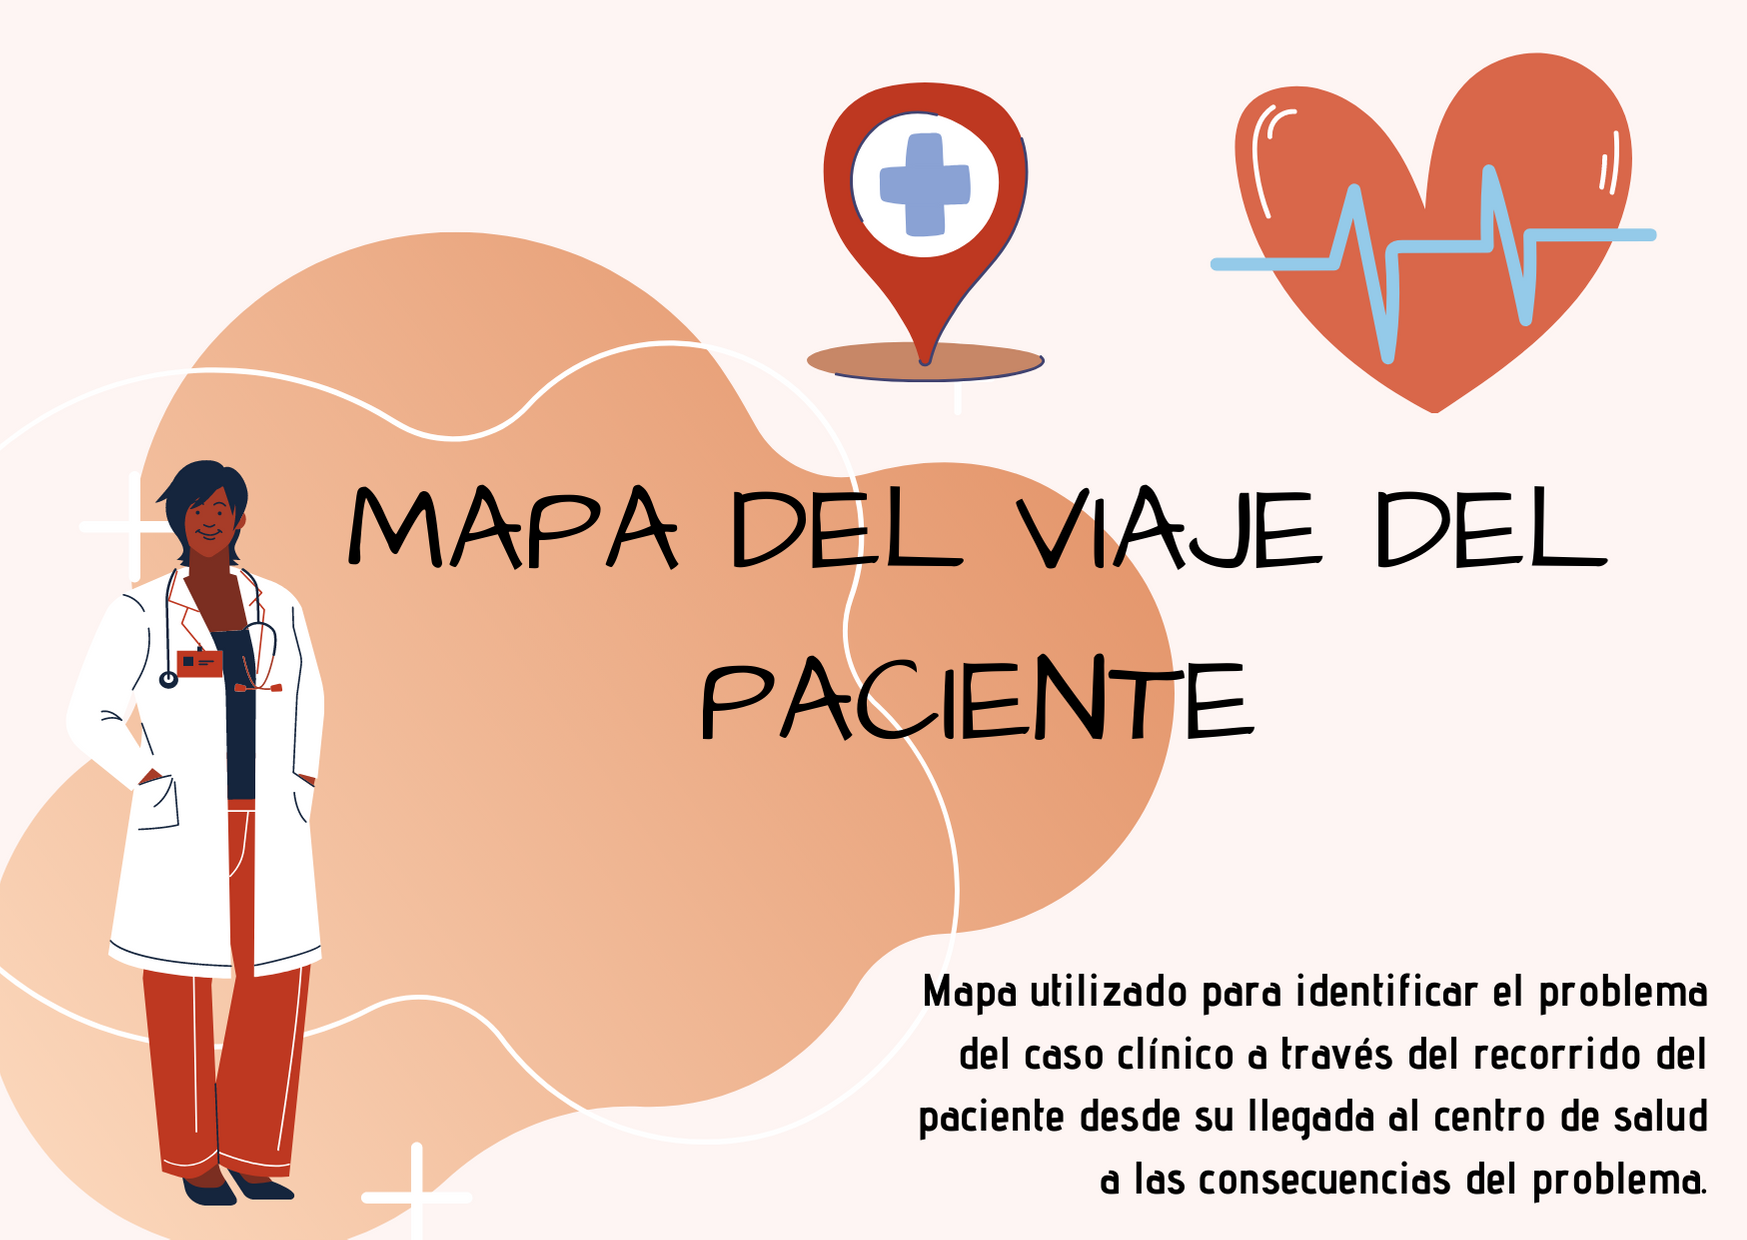 MAPA DEL VIAJE DEL
PACIENTE
Mapa utilizado para identificar el problema
del caso clínico a través del recorrido del
paciente desde su llegada al centro de salud
a las consecuencias del problema.